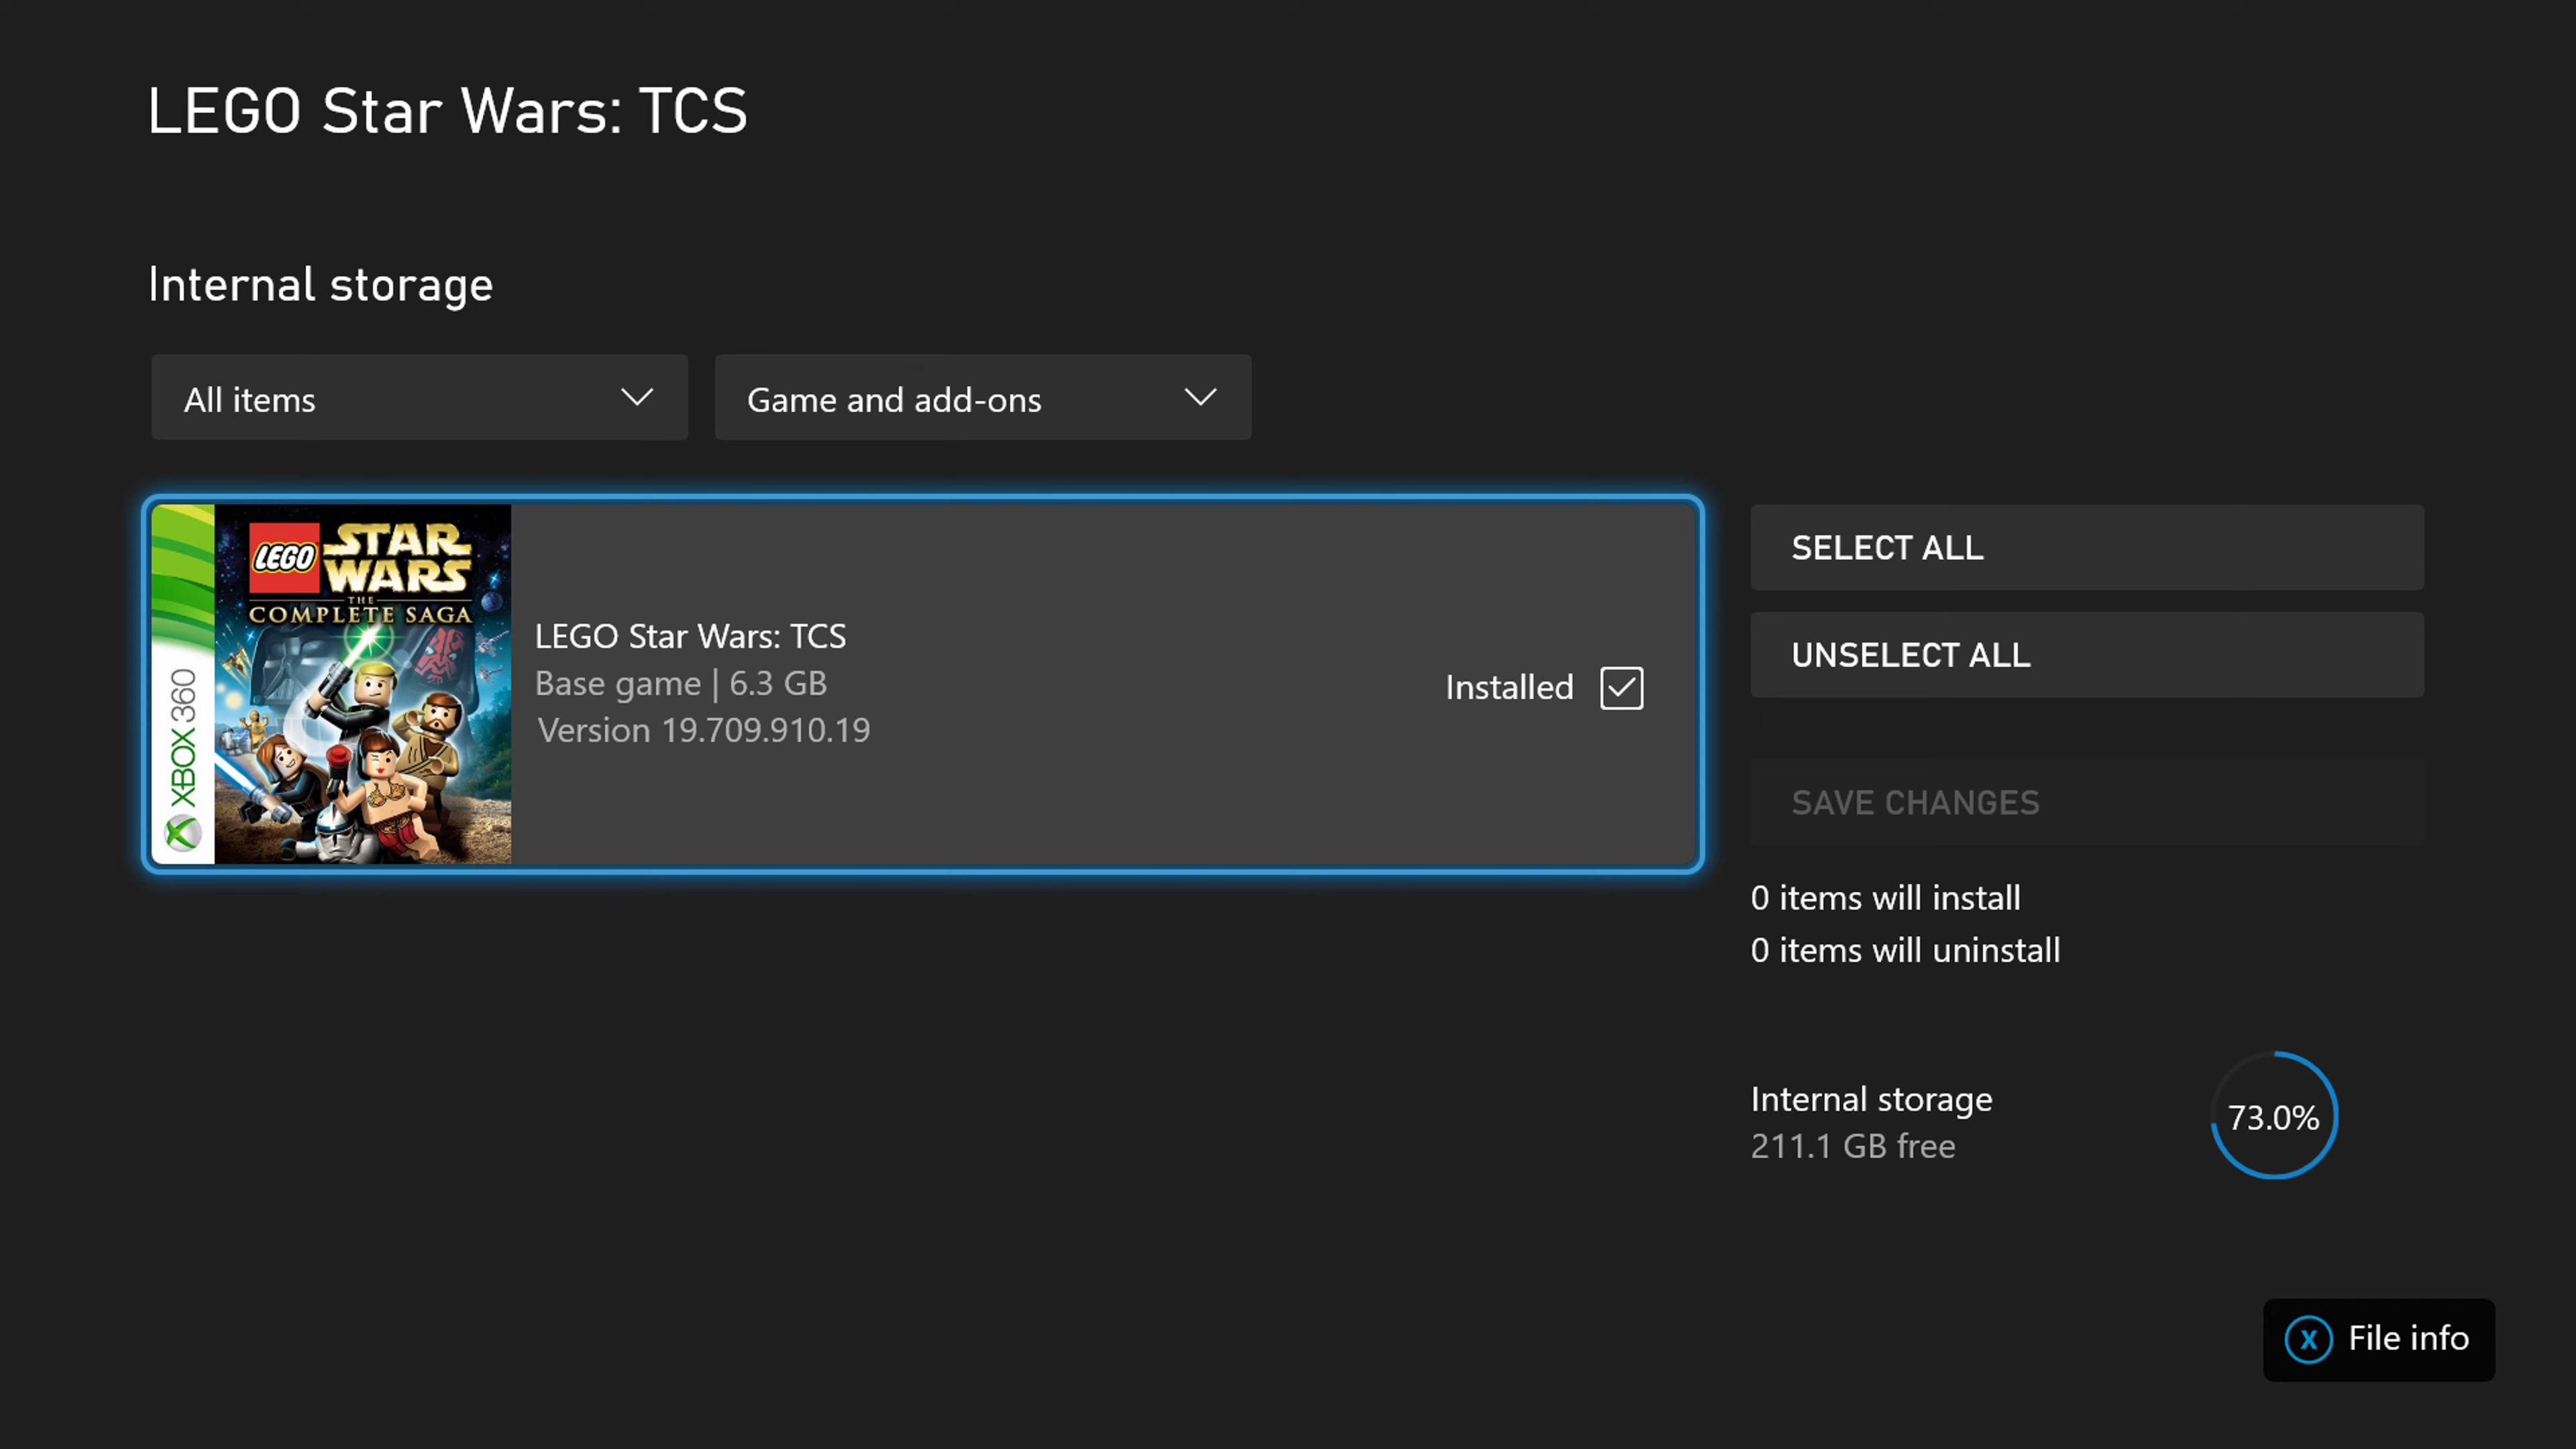 LEGO Star Wars: TCS
Internal storage
All items
Game and add-ons
LEGO
STAR
WARS
THE
COMPLETE SAGA
XBOX 360
LEGO Star Wars: TCS
Base game | 6.3 GB
Version 19.709.910.19
Installed
SELECT ALL
UNSELECT ALL
SAVE CHANGES
0 items will install
0 items will uninstall
Internal storage
211.1 GB free
73.0%
X File info